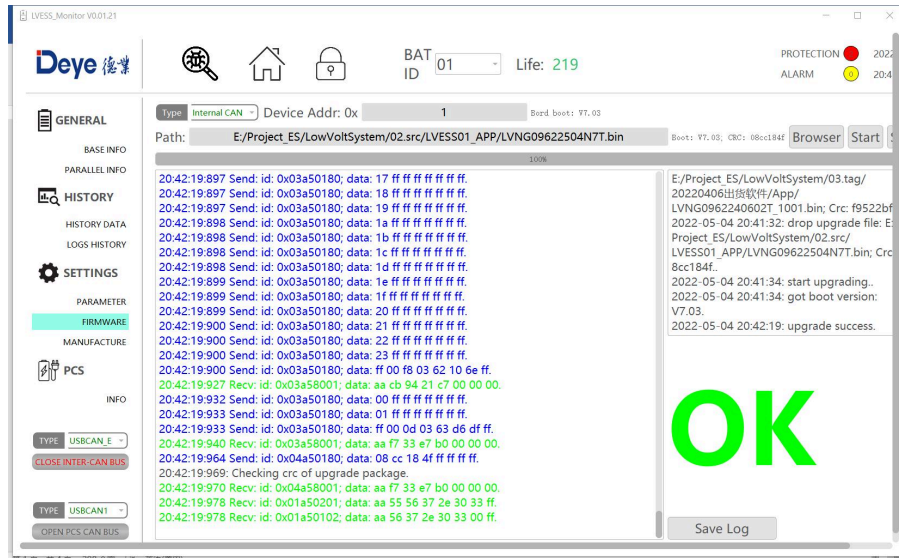 LVESS_Monitor V0.01.21
Deye 德業
BAT ID 01
Life: 219
PROTECTION
2022
ALARM 0
20:4
GENERAL
BASE INFO
PARALLEL INFO
HISTORY
HISTORY DATA
LOGS HISTORY
SETTINGS
PARAMETER
FIRMWARE
MANUFACTURE
PCS
INFO
TYPE USBCAN_E
CLOSE INTER-CAN BUS
TYPE USBCAN1
OPEN PCS CAN BUS
Type Internal CAN Device Addr: 0x 1 Bord boot: V7.03
Path: E:/Project_ES/LowVoltSystem/02.src/LVESS01_APP/LVNG09622504N7T.bin Boot: V7.03; CRC: 08cc184f Browser Start
100%
20:42:19:897 Send: id: 0x03a50180; data: 17 ff ff ff ff ff ff ff.
20:42:19:897 Send: id: 0x03a50180; data: 18 ff ff ff ff ff ff ff.
20:42:19:897 Send: id: 0x03a50180; data: 19 ff ff ff ff ff ff ff.
20:42:19:898 Send: id: 0x03a50180; data: 1a ff ff ff ff ff ff ff.
20:42:19:898 Send: id: 0x03a50180; data: 1b ff ff ff ff ff ff ff.
20:42:19:898 Send: id: 0x03a50180; data: 1c ff ff ff ff ff ff ff.
20:42:19:898 Send: id: 0x03a50180; data: 1d ff ff ff ff ff ff ff.
20:42:19:899 Send: id: 0x03a50180; data: 1e ff ff ff ff ff ff ff.
20:42:19:899 Send: id: 0x03a50180; data: 1f ff ff ff ff ff ff ff.
20:42:19:899 Send: id: 0x03a50180; data: 20 ff ff ff ff ff ff ff.
20:42:19:900 Send: id: 0x03a50180; data: 21 ff ff ff ff ff ff ff.
20:42:19:900 Send: id: 0x03a50180; data: 22 ff ff ff ff ff ff ff.
20:42:19:900 Send: id: 0x03a50180; data: 23 ff ff ff ff ff ff ff.
20:42:19:900 Send: id: 0x03a50180; data: ff 00 f8 03 62 10 6e ff.
20:42:19:927 Recv: id: 0x03a58001; data: aa cb 94 21 c7 00 00 00.
20:42:19:932 Send: id: 0x03a50180; data: 00 ff ff ff ff ff ff ff.
20:42:19:933 Send: id: 0x03a50180; data: 01 ff ff ff ff ff ff ff.
20:42:19:933 Send: id: 0x03a50180; data: ff 00 0d 03 63 d6 df ff.
20:42:19:940 Recv: id: 0x03a58001; data: aa f7 33 e7 b0 00 00 00.
20:42:19:964 Send: id: 0x04a50180; data: 08 cc 18 4f ff ff ff ff.
20:42:19:969: Checking crc of upgrade package.
20:42:19:970 Recv: id: 0x04a58001; data: aa f7 33 e7 b0 00 00 00.
20:42:19:978 Recv: id: 0x01a50201; data: aa 55 56 37 2e 30 33 ff.
20:42:19:978 Recv: id: 0x01a50102; data: aa 56 37 2e 30 33 00 ff.
E:/Project_ES/LowVoltSystem/03.tag/
20220406出货软件/App/
LVNG0962240602T_1001.bin; Crc: f9522bf
2022-05-04 20:41:32: drop upgrade file: E:
Project_ES/LowVoltSystem/02.src/
LVESS01_APP/LVNG09622504N7T.bin; Crc
8cc184f..
2022-05-04 20:41:34: start upgrading..
2022-05-04 20:41:34: got boot version:
V7.03.
2022-05-04 20:42:19: upgrade success.
OK
Save Log